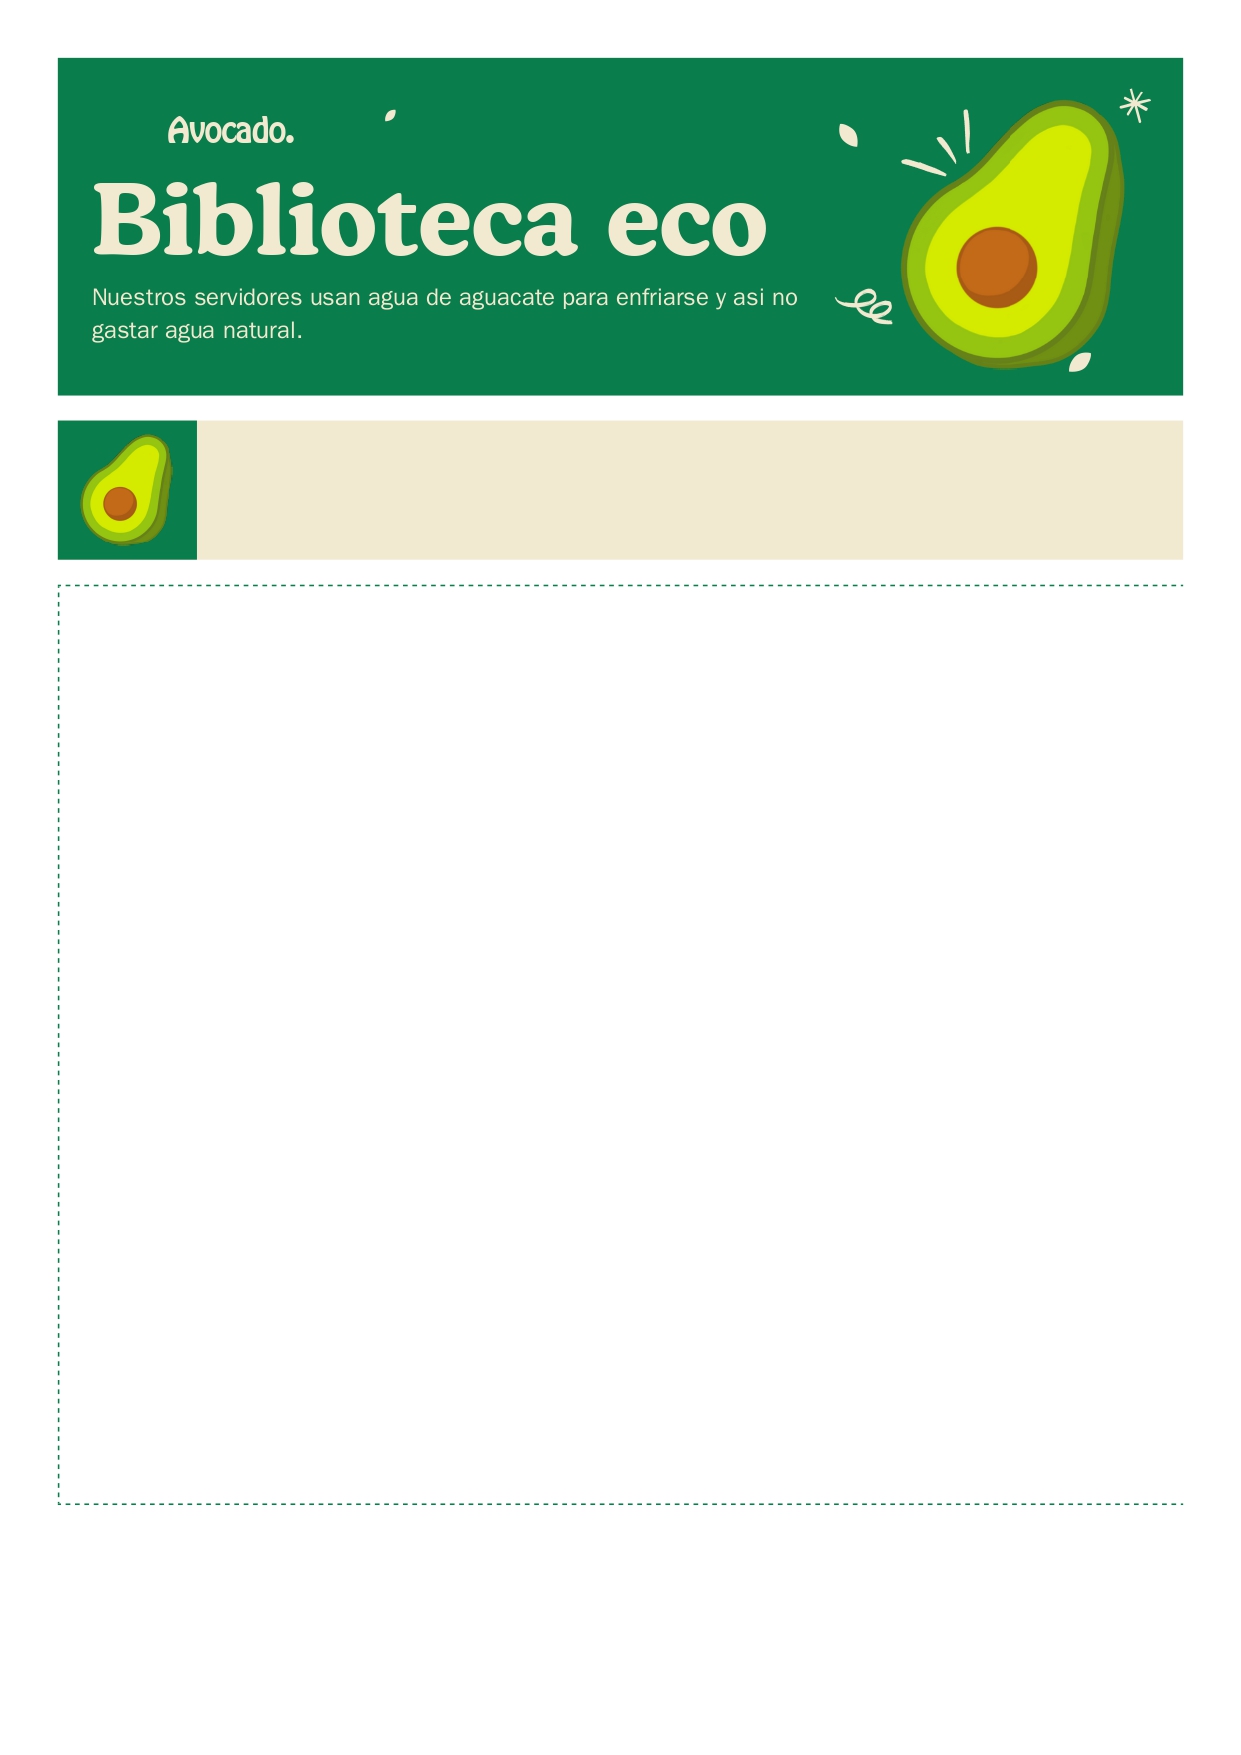 Avocado.
Biblioteca eco
Nuestros servidores usan agua de aguacate para enfriarse y asi no
gastar agua natural.